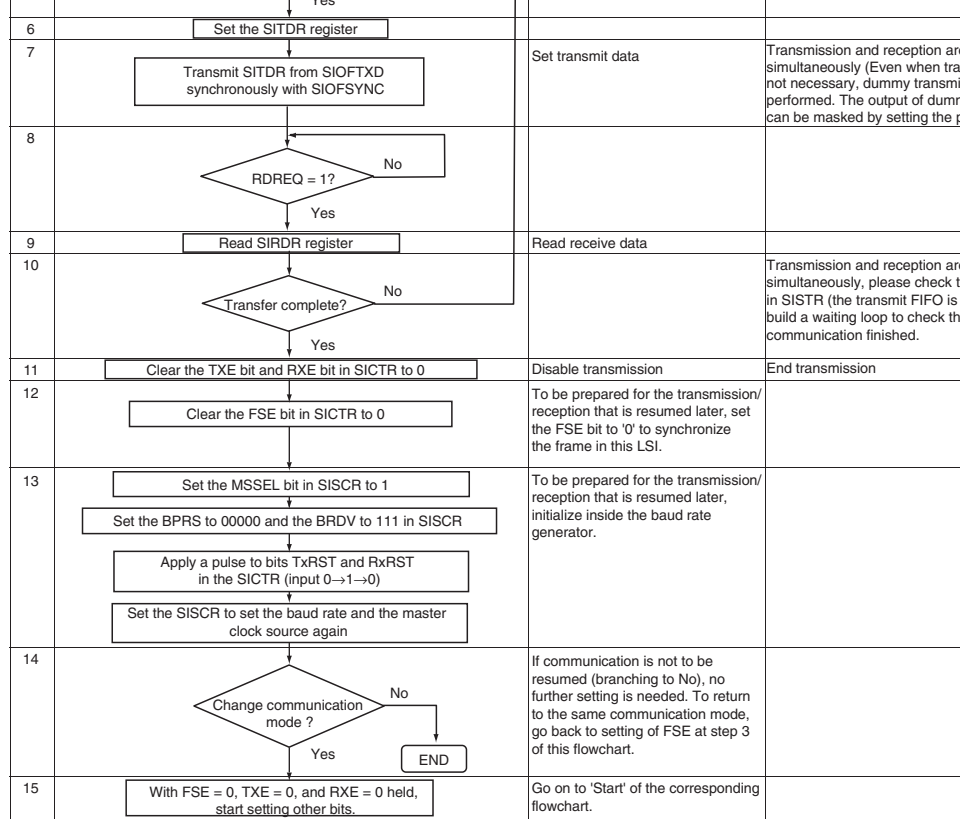 Yes
6
Set the SITDR register
7
Transmit SITDR from SIOFTXD
synchronously with SIOFSYNC
Set transmit data
Transmission and reception
simultaneously (Even when
not necessary, dummy
performed. The output of
can be masked by setting the
8
No
RDREQ = 1?
Yes
9
Read SIRDR register
Read receive data
10
Transfer complete?
No
Yes
Transmission and reception
simultaneously, please check
in SISTR (the transmit FIFO is
build a waiting loop to check
communication finished.
11
Clear the TXE bit and RXE bit in SICTR to 0
Disable transmission
End transmission
12
Clear the FSE bit in SICTR to 0
To be prepared for the transmission/
reception that is resumed later, set
the FSE bit to '0' to synchronize
the frame in this LSI.
13
Set the MSSEL bit in SISCR to 1
Set the BPRS to 00000 and the BRDV to 111 in SISCR
Apply a pulse to bits TxRST and RxRST
in the SICTR (input 0→1→0)
Set the SISCR to set the baud rate and the master
clock source again
To be prepared for the transmission/
reception that is resumed later,
initialize inside the baud rate
generator.
14
Change communication
mode ?
No
Yes
END
If communication is not to be
resumed (branching to No), no
further setting is needed. To return
to the same communication mode,
go back to setting of FSE at step 3
of this flowchart.
15
With FSE = 0, TXE = 0, and RXE = 0 held,
start setting other bits.
Go on to 'Start' of the corresponding
flowchart.